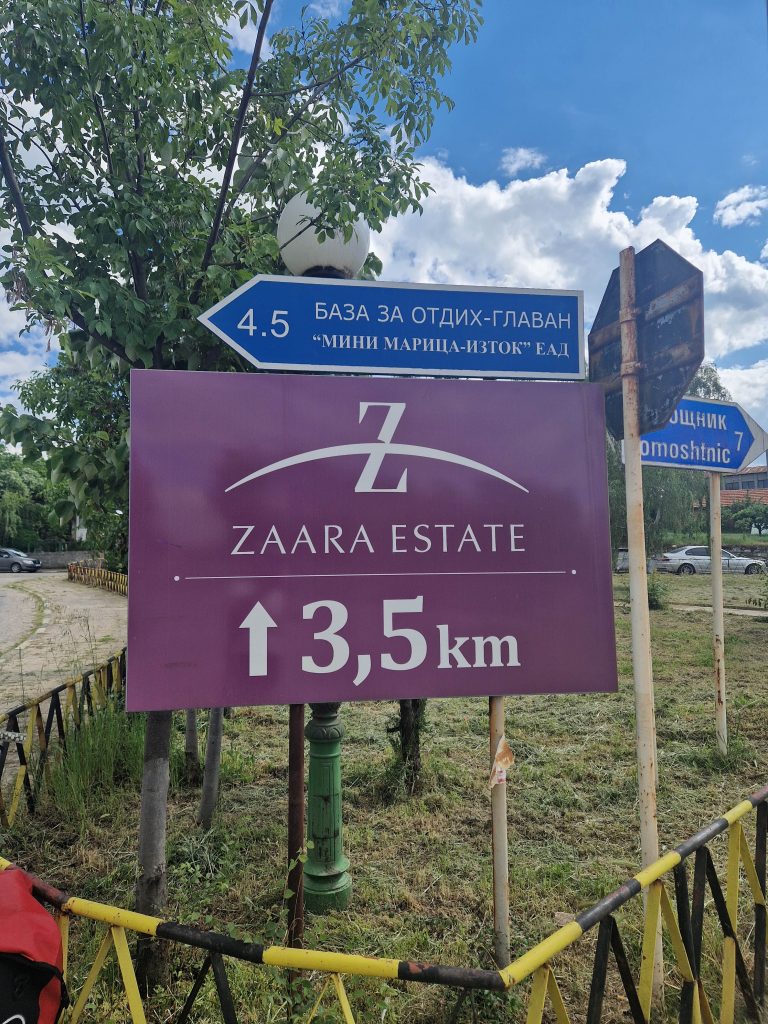 4.5 БАЗА ЗА ОТДИХ-ГЛАВАН
"МИНИ МАРИЦА-ИЗТОК" ЕАД
Z
ZAARA ESTATE
↑ 3,5 km
7